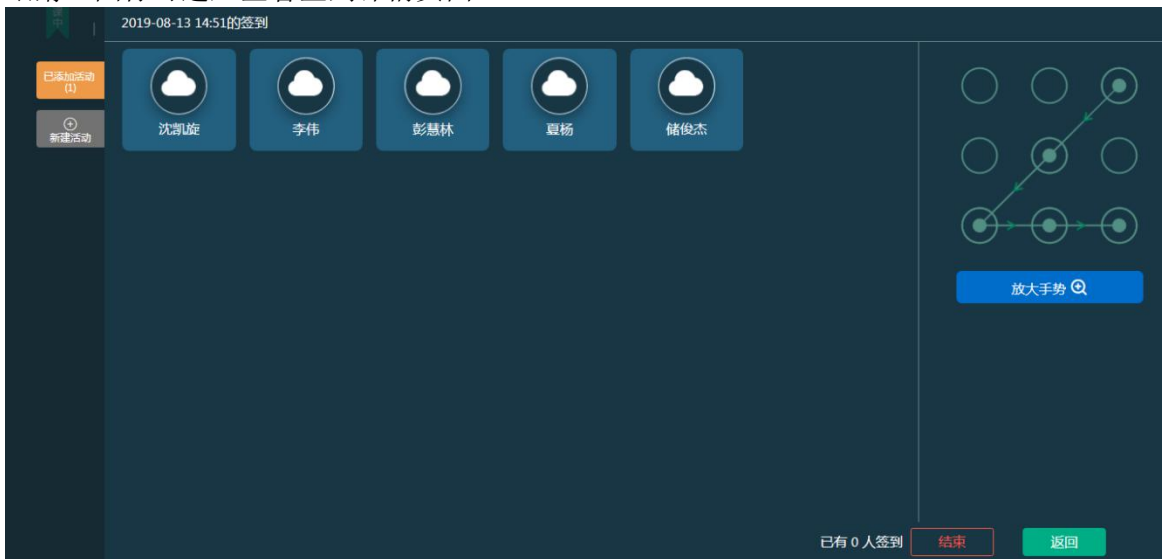 中
2019-08-13 14:51的签到
已添加活动
(1)
新建活动
沈凯旋
李伟
彭慧林
夏杨
储俊杰
放大手势
已有 0 人签到
结束
返回